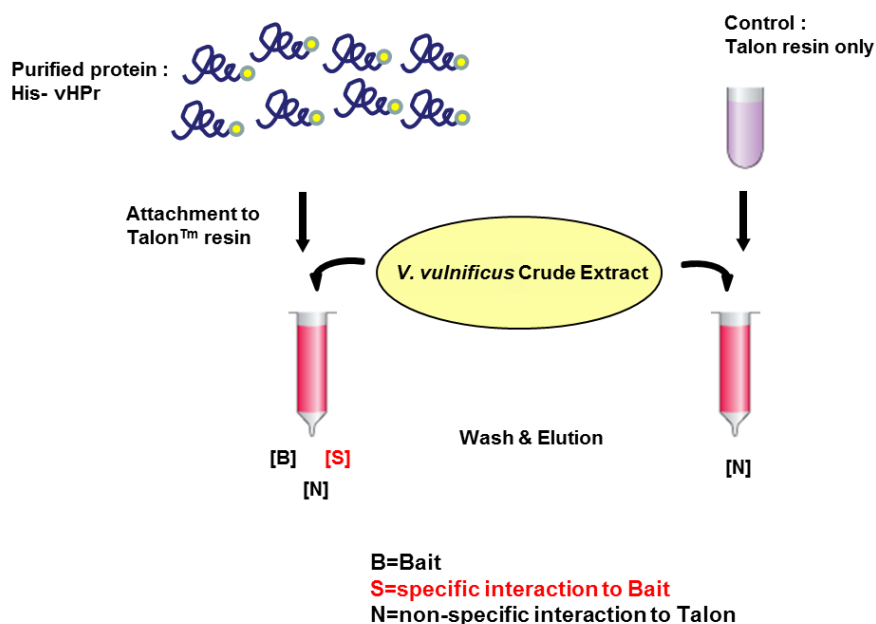 Purified protein :
His- vHPr
Control :
Talon resin only
Attachment to
Talon™ resin
V. vulnificus Crude Extract
Wash & Elution
[B] [S]
[N]
[N]
B=Bait
S=specific interaction to Bait
N=non-specific interaction to Talon